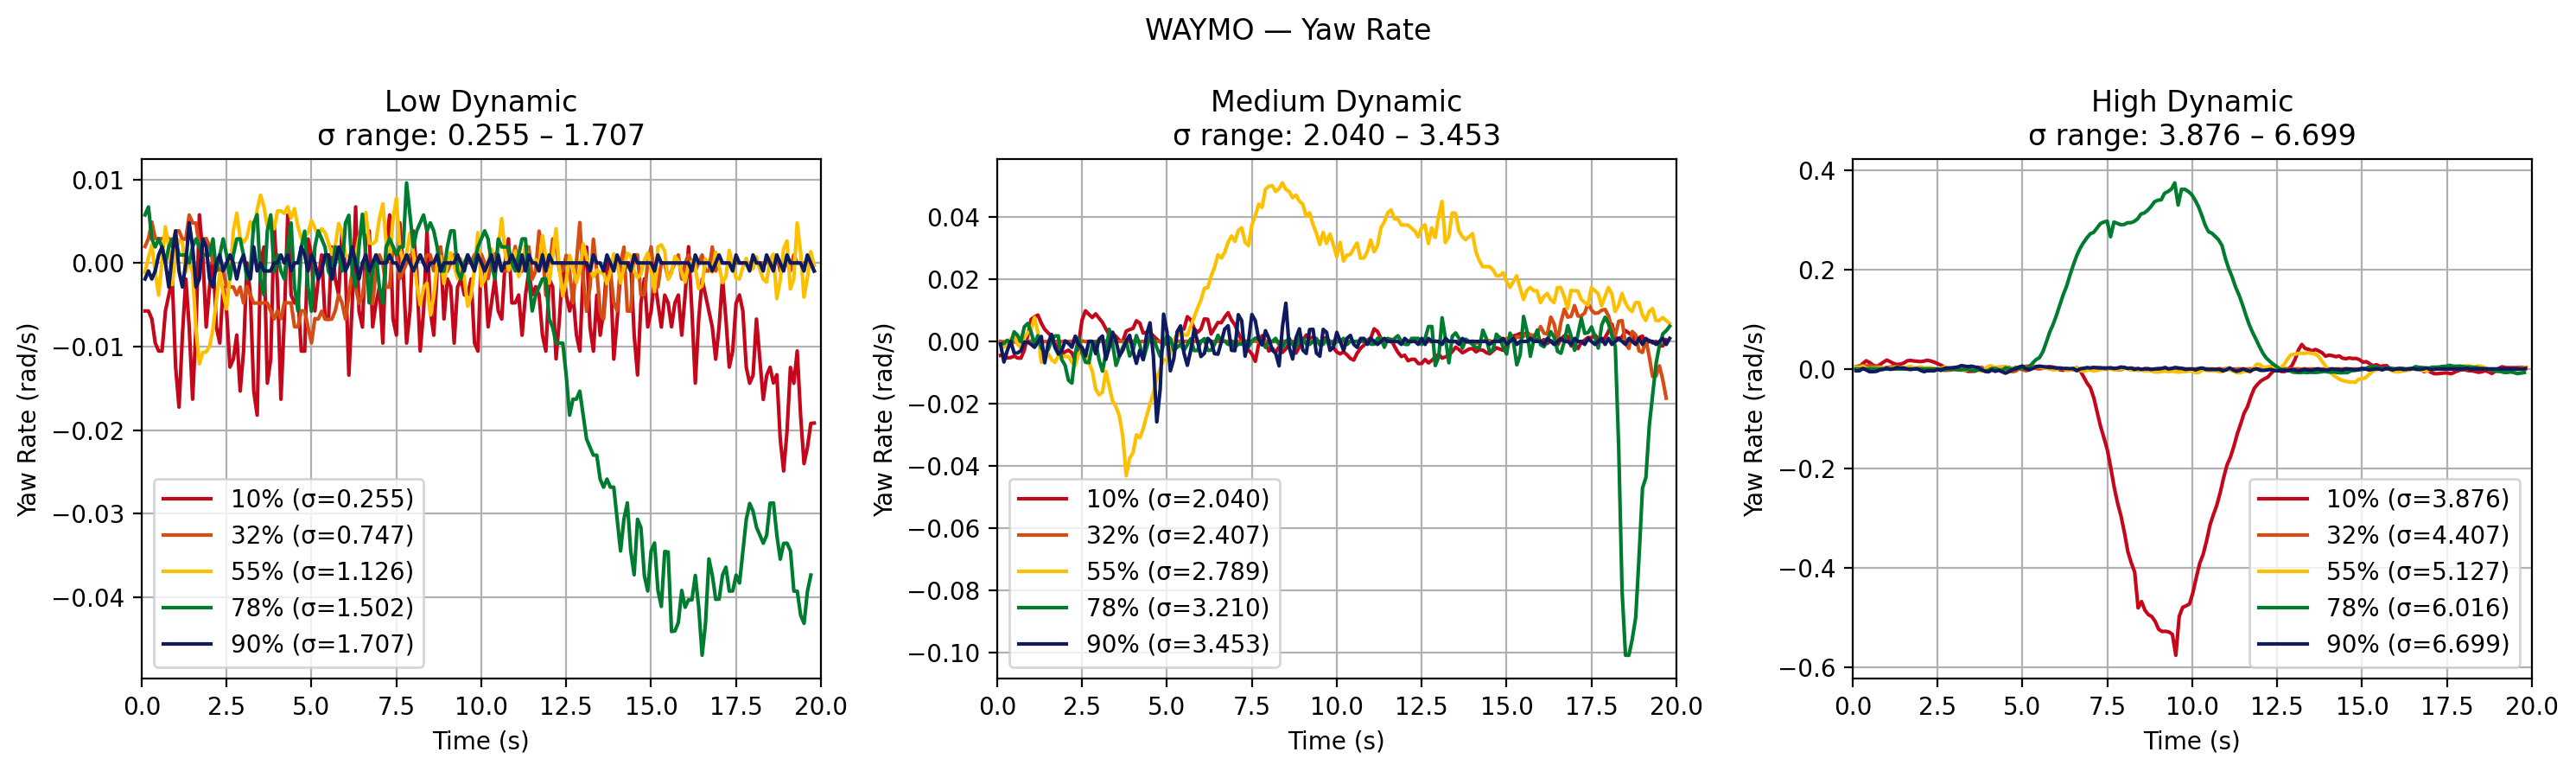 WAYMO — Yaw Rate
Low Dynamic
σ range: 0.255 – 1.707
Yaw Rate (rad/s)
0.01
0.00
−0.01
−0.02
−0.03
−0.04
10% (σ=0.255)
32% (σ=0.747)
55% (σ=1.126)
78% (σ=1.502)
90% (σ=1.707)
0.0 2.5 5.0 7.5 10.0 12.5 15.0 17.5 20.0
Time (s)
Medium Dynamic
σ range: 2.040 – 3.453
Yaw Rate (rad/s)
0.04
0.02
0.00
−0.02
−0.04
−0.06
−0.08
−0.10
10% (σ=2.040)
32% (σ=2.407)
55% (σ=2.789)
78% (σ=3.210)
90% (σ=3.453)
0.0 2.5 5.0 7.5 10.0 12.5 15.0 17.5 20.0
Time (s)
High Dynamic
σ range: 3.876 – 6.699
Yaw Rate (rad/s)
0.4
0.2
0.0
−0.2
−0.4
−0.6
10% (σ=3.876)
32% (σ=4.407)
55% (σ=5.127)
78% (σ=6.016)
90% (σ=6.699)
0.0 2.5 5.0 7.5 10.0 12.5 15.0 17.5 20.0
Time (s)